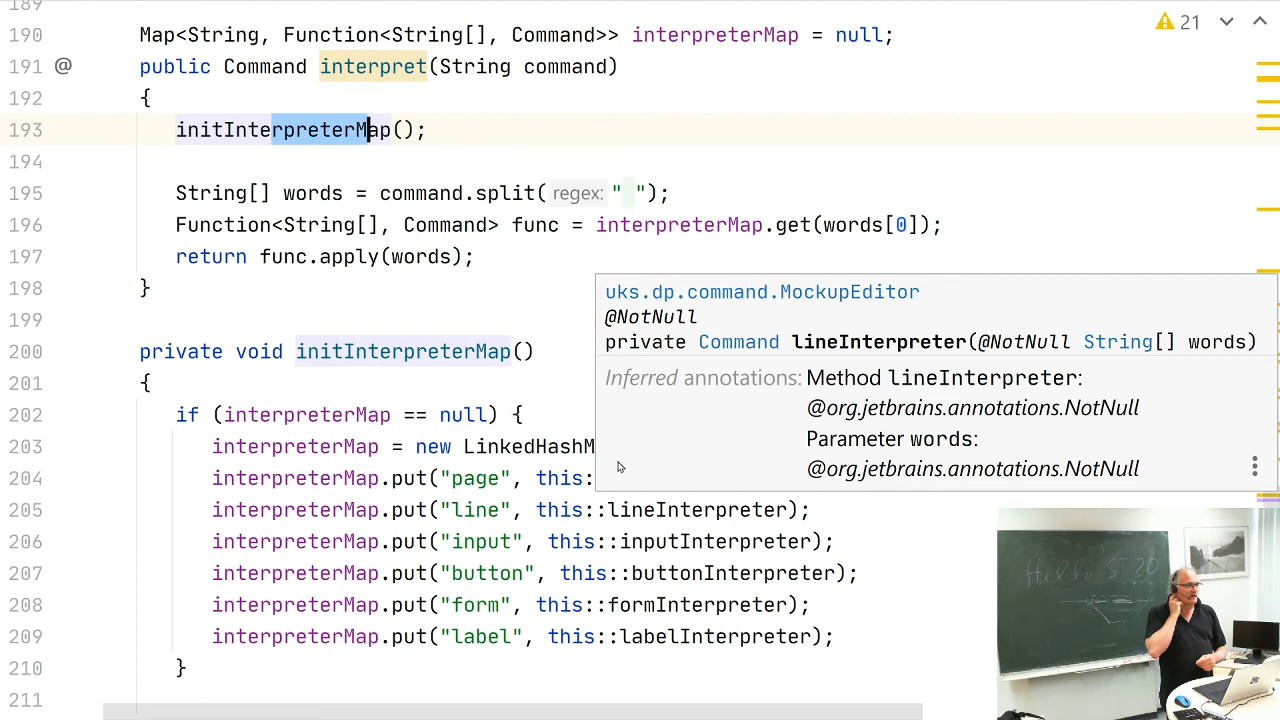 189
190 Map<String, Function<String[], Command>> interpreterMap = null;
21
191 @ public Command interpret(String command)
192 {
193 initInterpreterMap();
194
195 String[] words = command.split( regex: " ");
196 Function<String[], Command> func = interpreterMap.get(words[0]);
197 return func.apply(words);
198 }
199
200 private void initInterpreterMap()
201 {
202 if (interpreterMap == null) {
203 interpreterMap = new LinkedHashM
204 interpreterMap.put("page", this:
205 interpreterMap.put("line", this::lineInterpreter);
206 interpreterMap.put("input", this::inputInterpreter);
207 interpreterMap.put("button", this::buttonInterpreter);
208 interpreterMap.put("form", this::formInterpreter);
209 interpreterMap.put("label", this::labelInterpreter);
210 }
211
uks.dp.command.MockupEditor
@NotNull
private Command lineInterpreter(@NotNull String[] words)
Inferred annotations: Method lineInterpreter:
@org.jetbrains.annotations.NotNull
Parameter words:
@org.jetbrains.annotations.NotNull
Hello ST20